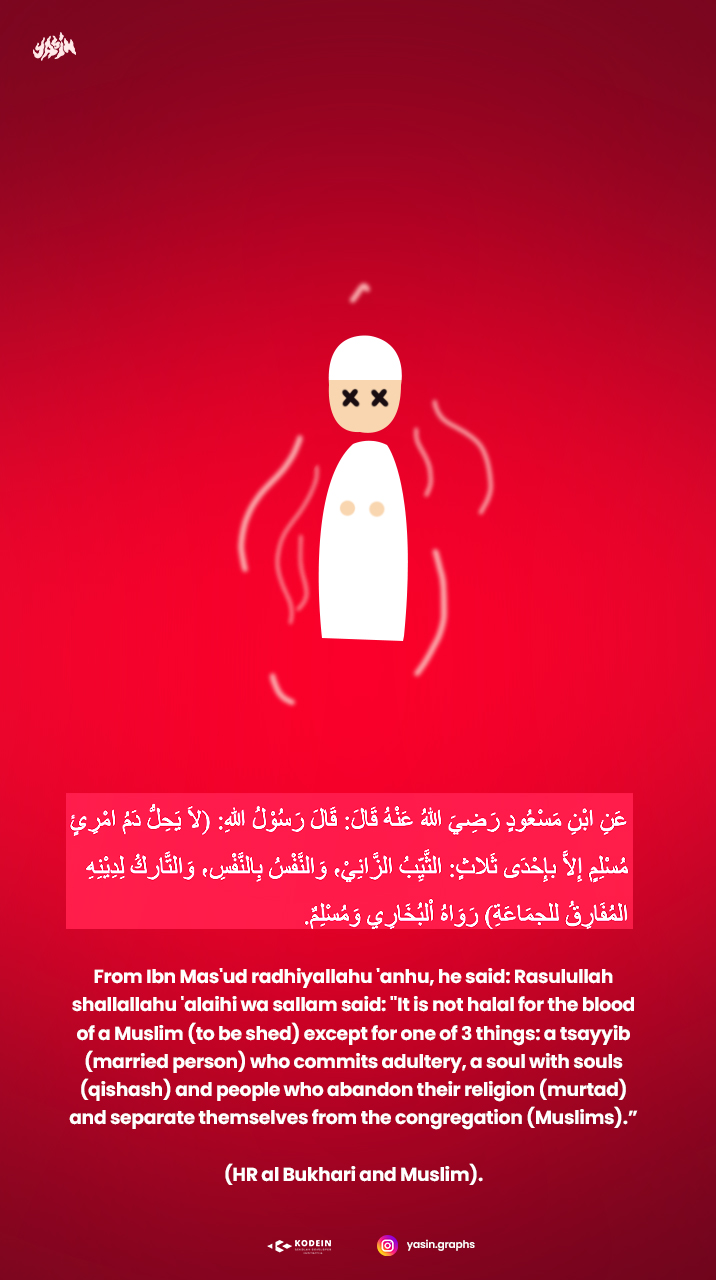 YASIN
عَنِ ابْنِ مَسْعُودٍ رَضِيَ اللهُ عَنْهُ قَالَ: قَالَ رَسُوْلُ اللهِ: (لاَ يَحِلُّ دَمُ امْرِئٍ
مُسْلِمٍ إِلاَّ بِإِحْدَى ثَلاثٍ: الثَّيِّبُ الزَّانِيْ، وَالنَّفْسُ بِالنَّفْسِ، وَالتَّارِكُ لِدِيْنِهِ
المُفَارِقُ للجمَاعَةِ) رَوَاهُ اْلبُخَارِي وَمُسْلِمٌ.
From Ibn Mas'ud radhiyallahu 'anhu, he said: Rasulullah
shallallahu 'alaihi wa sallam said: "It is not halal for the blood
of a Muslim (to be shed) except for one of 3 things: a tsayyib
(married person) who commits adultery, a soul with souls
(qishash) and people who abandon their religion (murtad)
and separate themselves from the congregation (Muslims).”
(HR al Bukhari and Muslim).
KODEIN
yasin.graphs